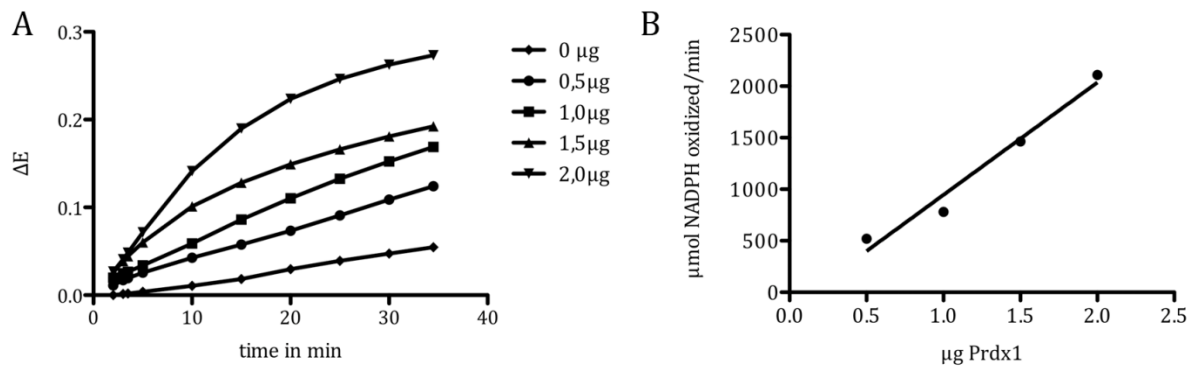 A
0.3
0.2
0.1
0.0
ΔE
0
10
20
30
40
time in min
0 µg
0,5µg
1,0µg
1,5µg
2,0µg
B
2500
2000
1500
1000
500
0
µmol NADPH oxidized/min
0.0
0.5
1.0
1.5
2.0
2.5
µg Prdx1